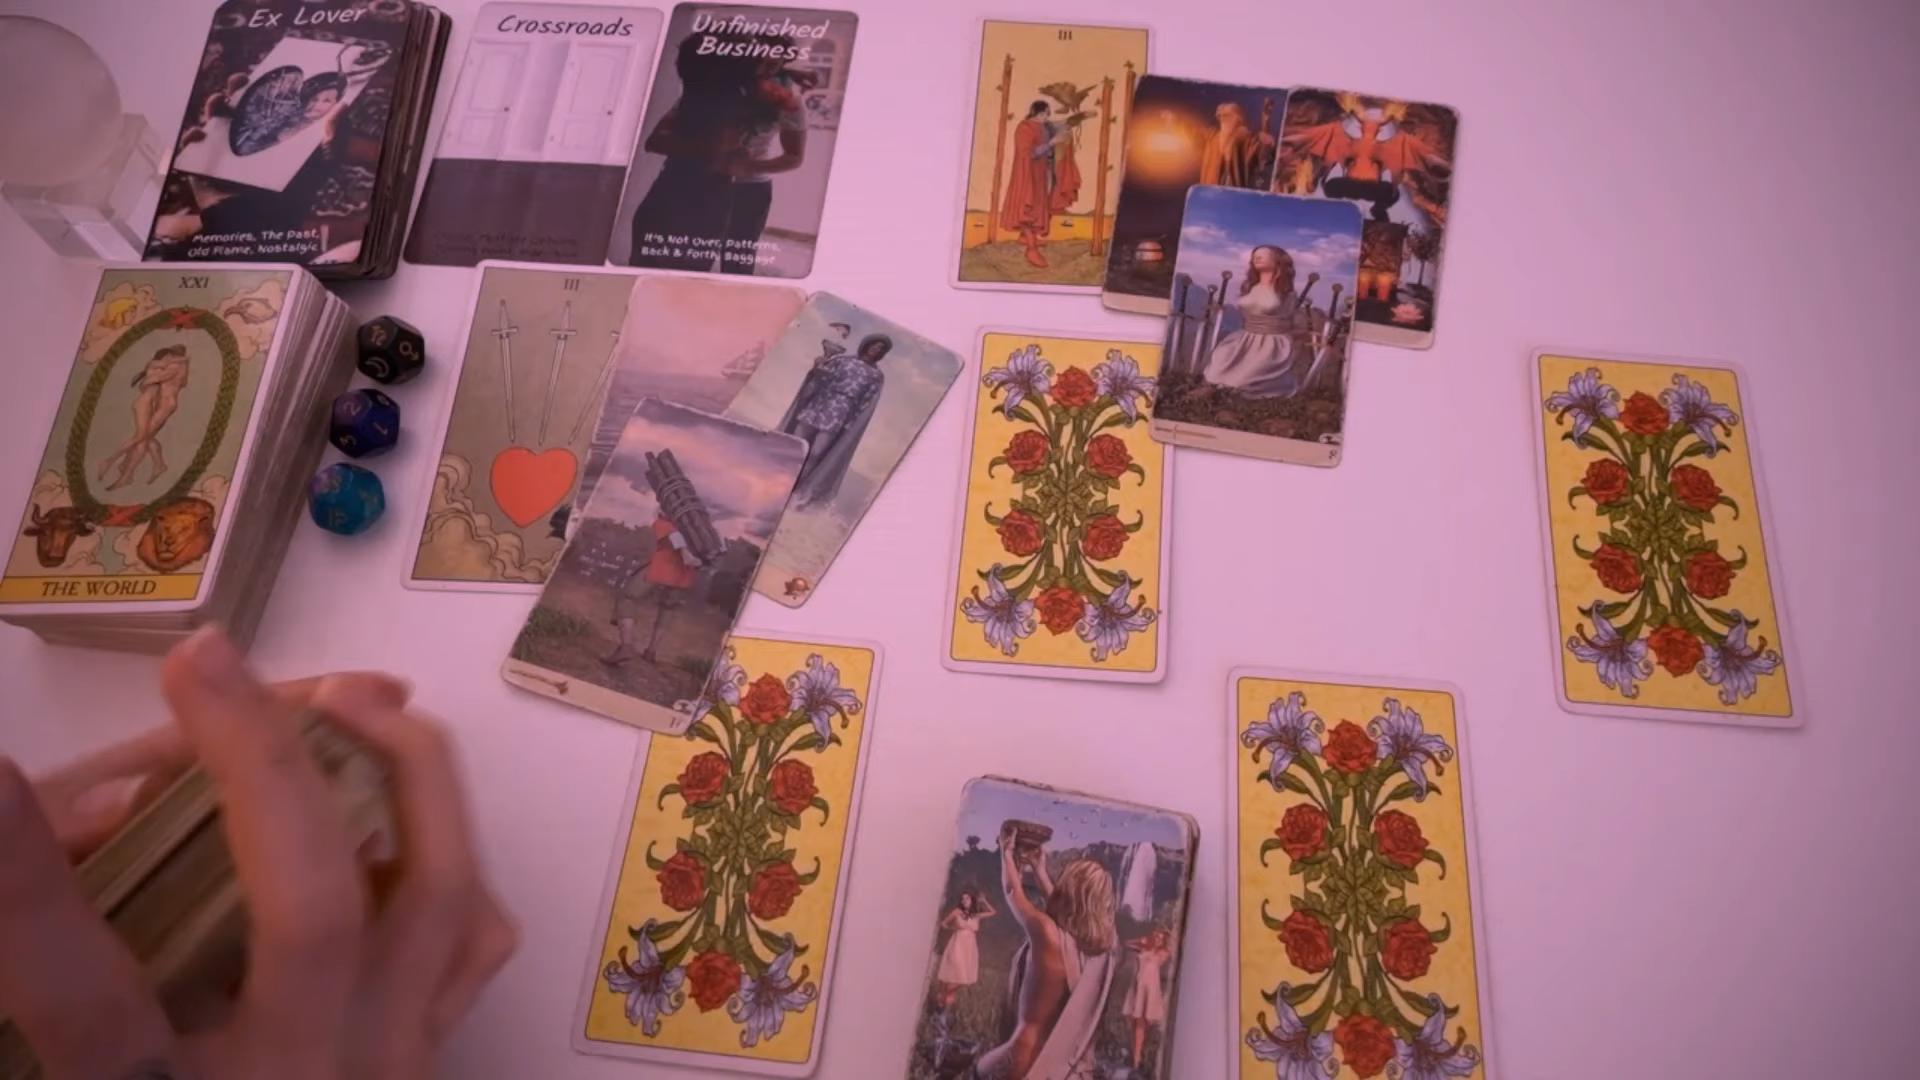 Ex Lover
Memories, The Past,
Old Flame, Nostalgic
Crossroads
Unfinished
Business
It's Not Over, Patterns,
Back & Forth, Baggage
III
XXI
THE WORLD
III
8